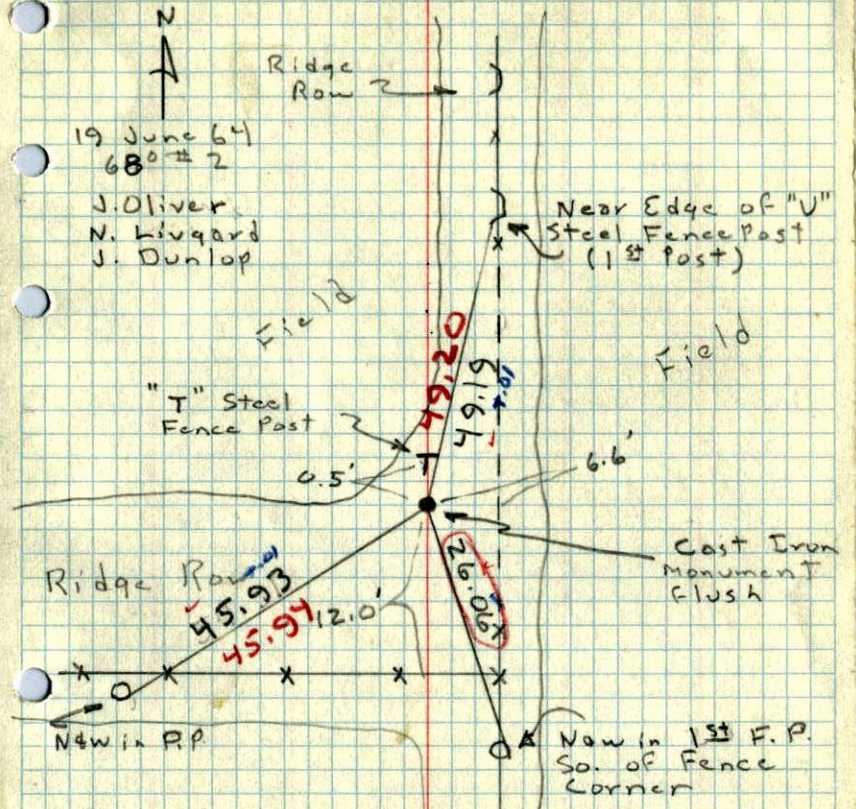 N
Ridge
Row
19 June 64
68° # 2
J. Oliver
N. Livgard
J. Dunlop
Near Edge of "U"
Steel Fence Post
(1st Post)
Field
Field
49.20
49.19
+.01
"T" Steel
Fence Post
T
0.5'
6.6'
Cast Iron
Monument
Flush
26.06
Ridge Row
.01
45.93
45.94
12.0'
N&W in P.P.
N&W in 1st F.P.
So. of Fence
Corner